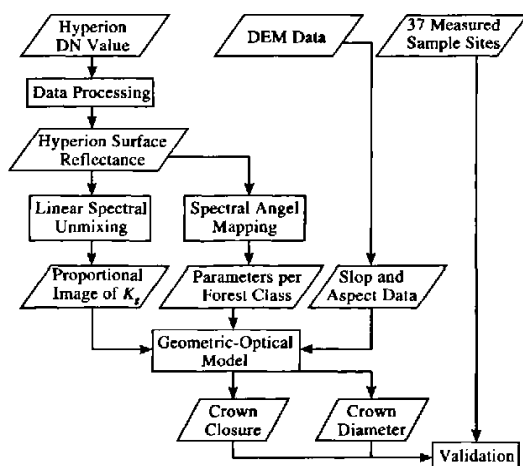 Hyperion
DN Value
DEM Data
37 Measured
Sample Sites
Data Processing
Hyperion Surface
Reflectance
Linear Spectral
Unmixing
Spectral Angel
Mapping
Proportional
Image of Kg
Parameters per
Forest Class
Slop and
Aspect Data
Geometric-Optical
Model
Crown
Closure
Crown
Diameter
Validation